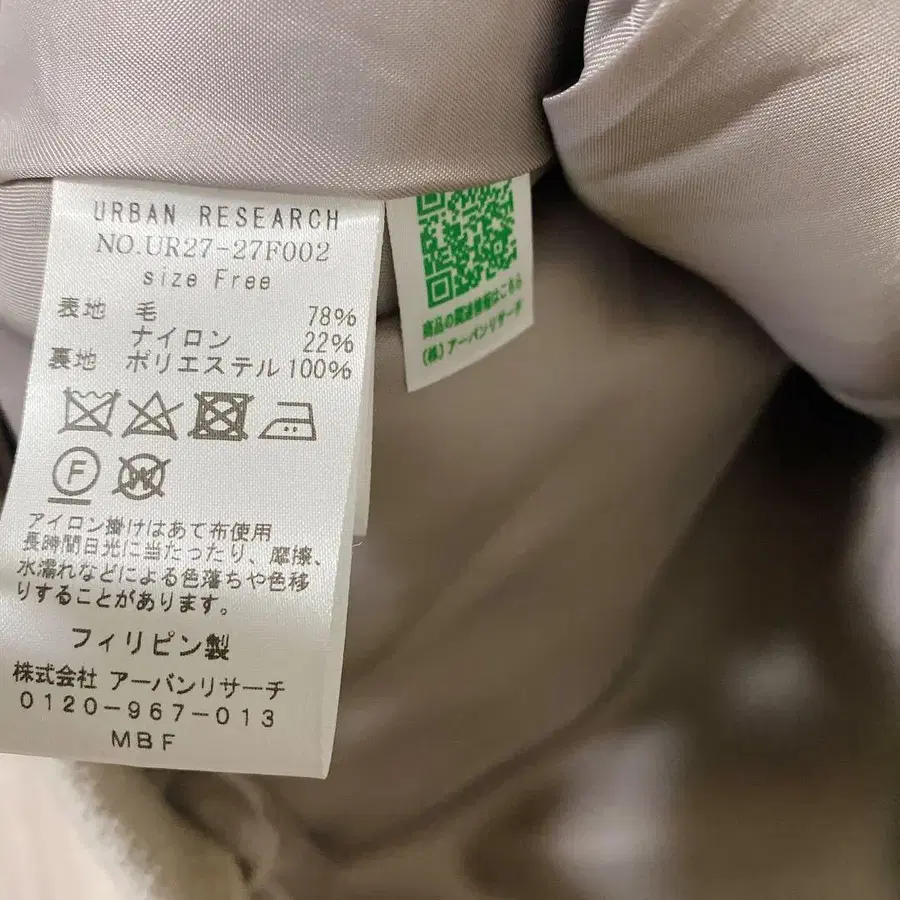 URBAN RESEARCH
NO.UR27-27F002
size Free
表地 毛 78%
ナイロン 22%
裏地 ポリエステル 100%
F
W
アイロン掛けはあて布使用
長時間日光に当たったり、摩擦、
水濡れなどによる色落ちや色移
りすることがあります。
フィリピン製
株式会社 アーバンリサーチ
0120-967-013
MBF
商品の関連情報はこちら
(株) アーバンリサーチ